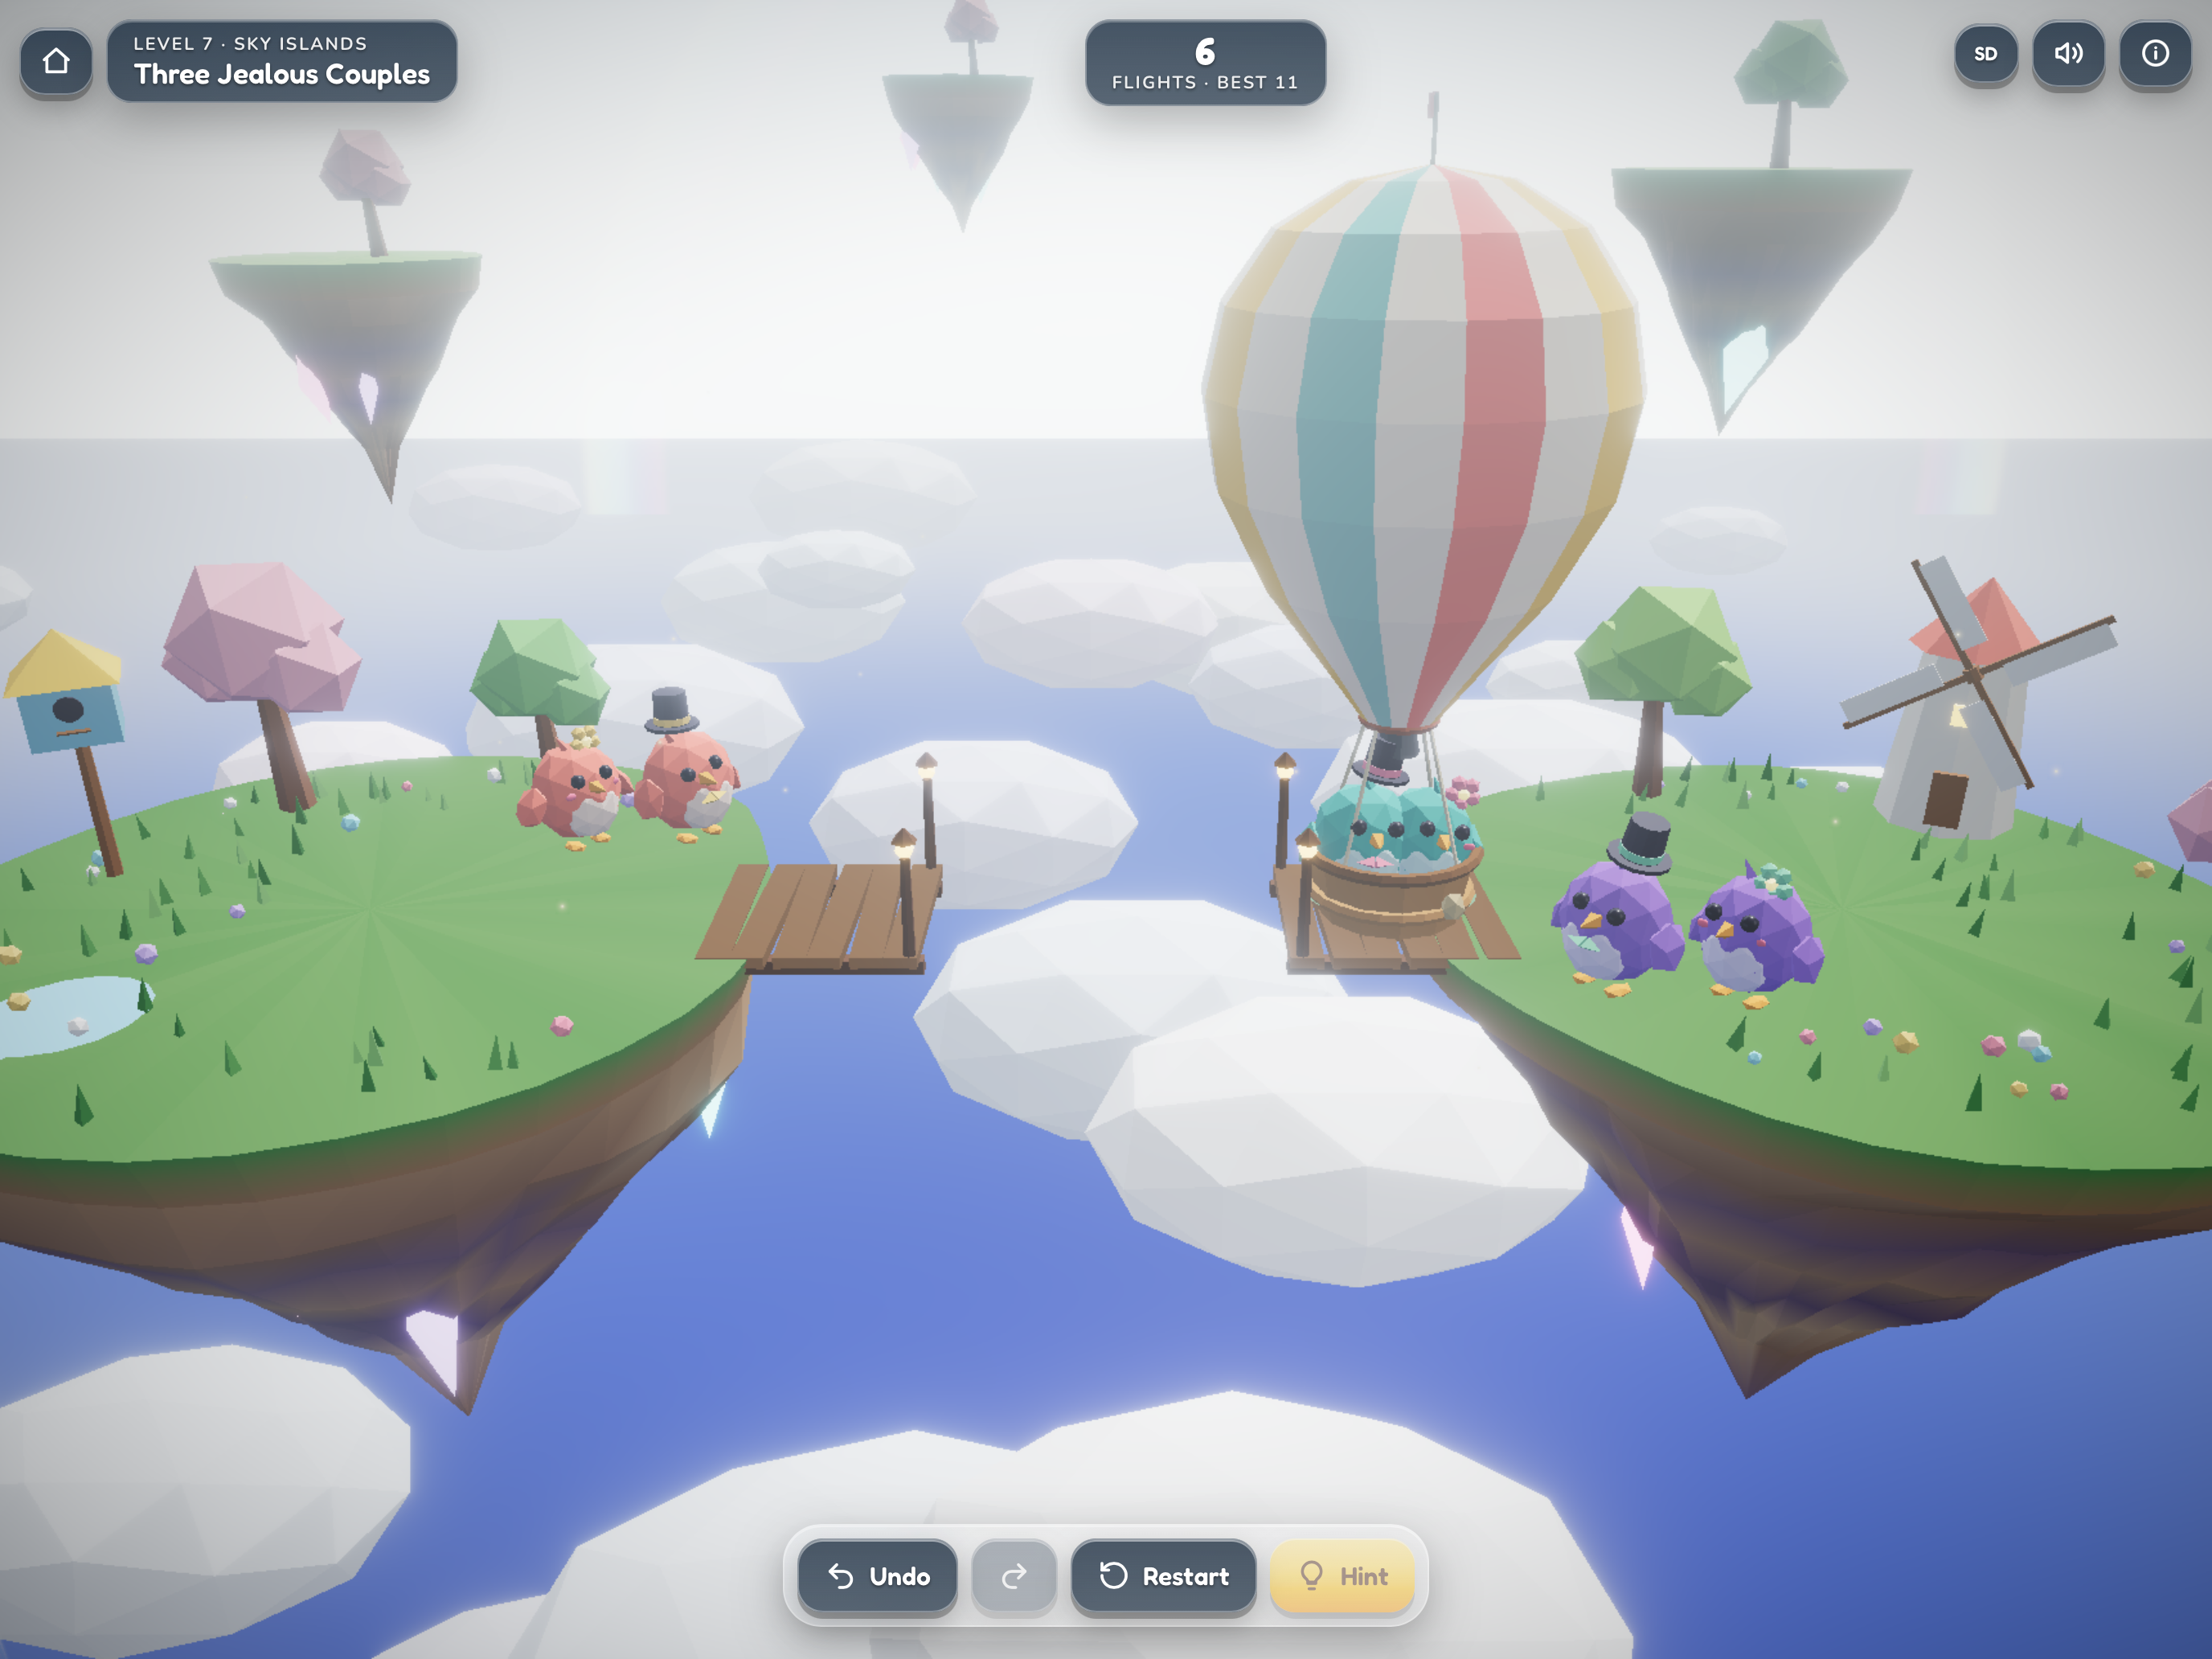 LEVEL 7 · SKY ISLANDS
Three Jealous Couples
6
FLIGHTS · BEST 11
SD
Undo
Restart
Hint